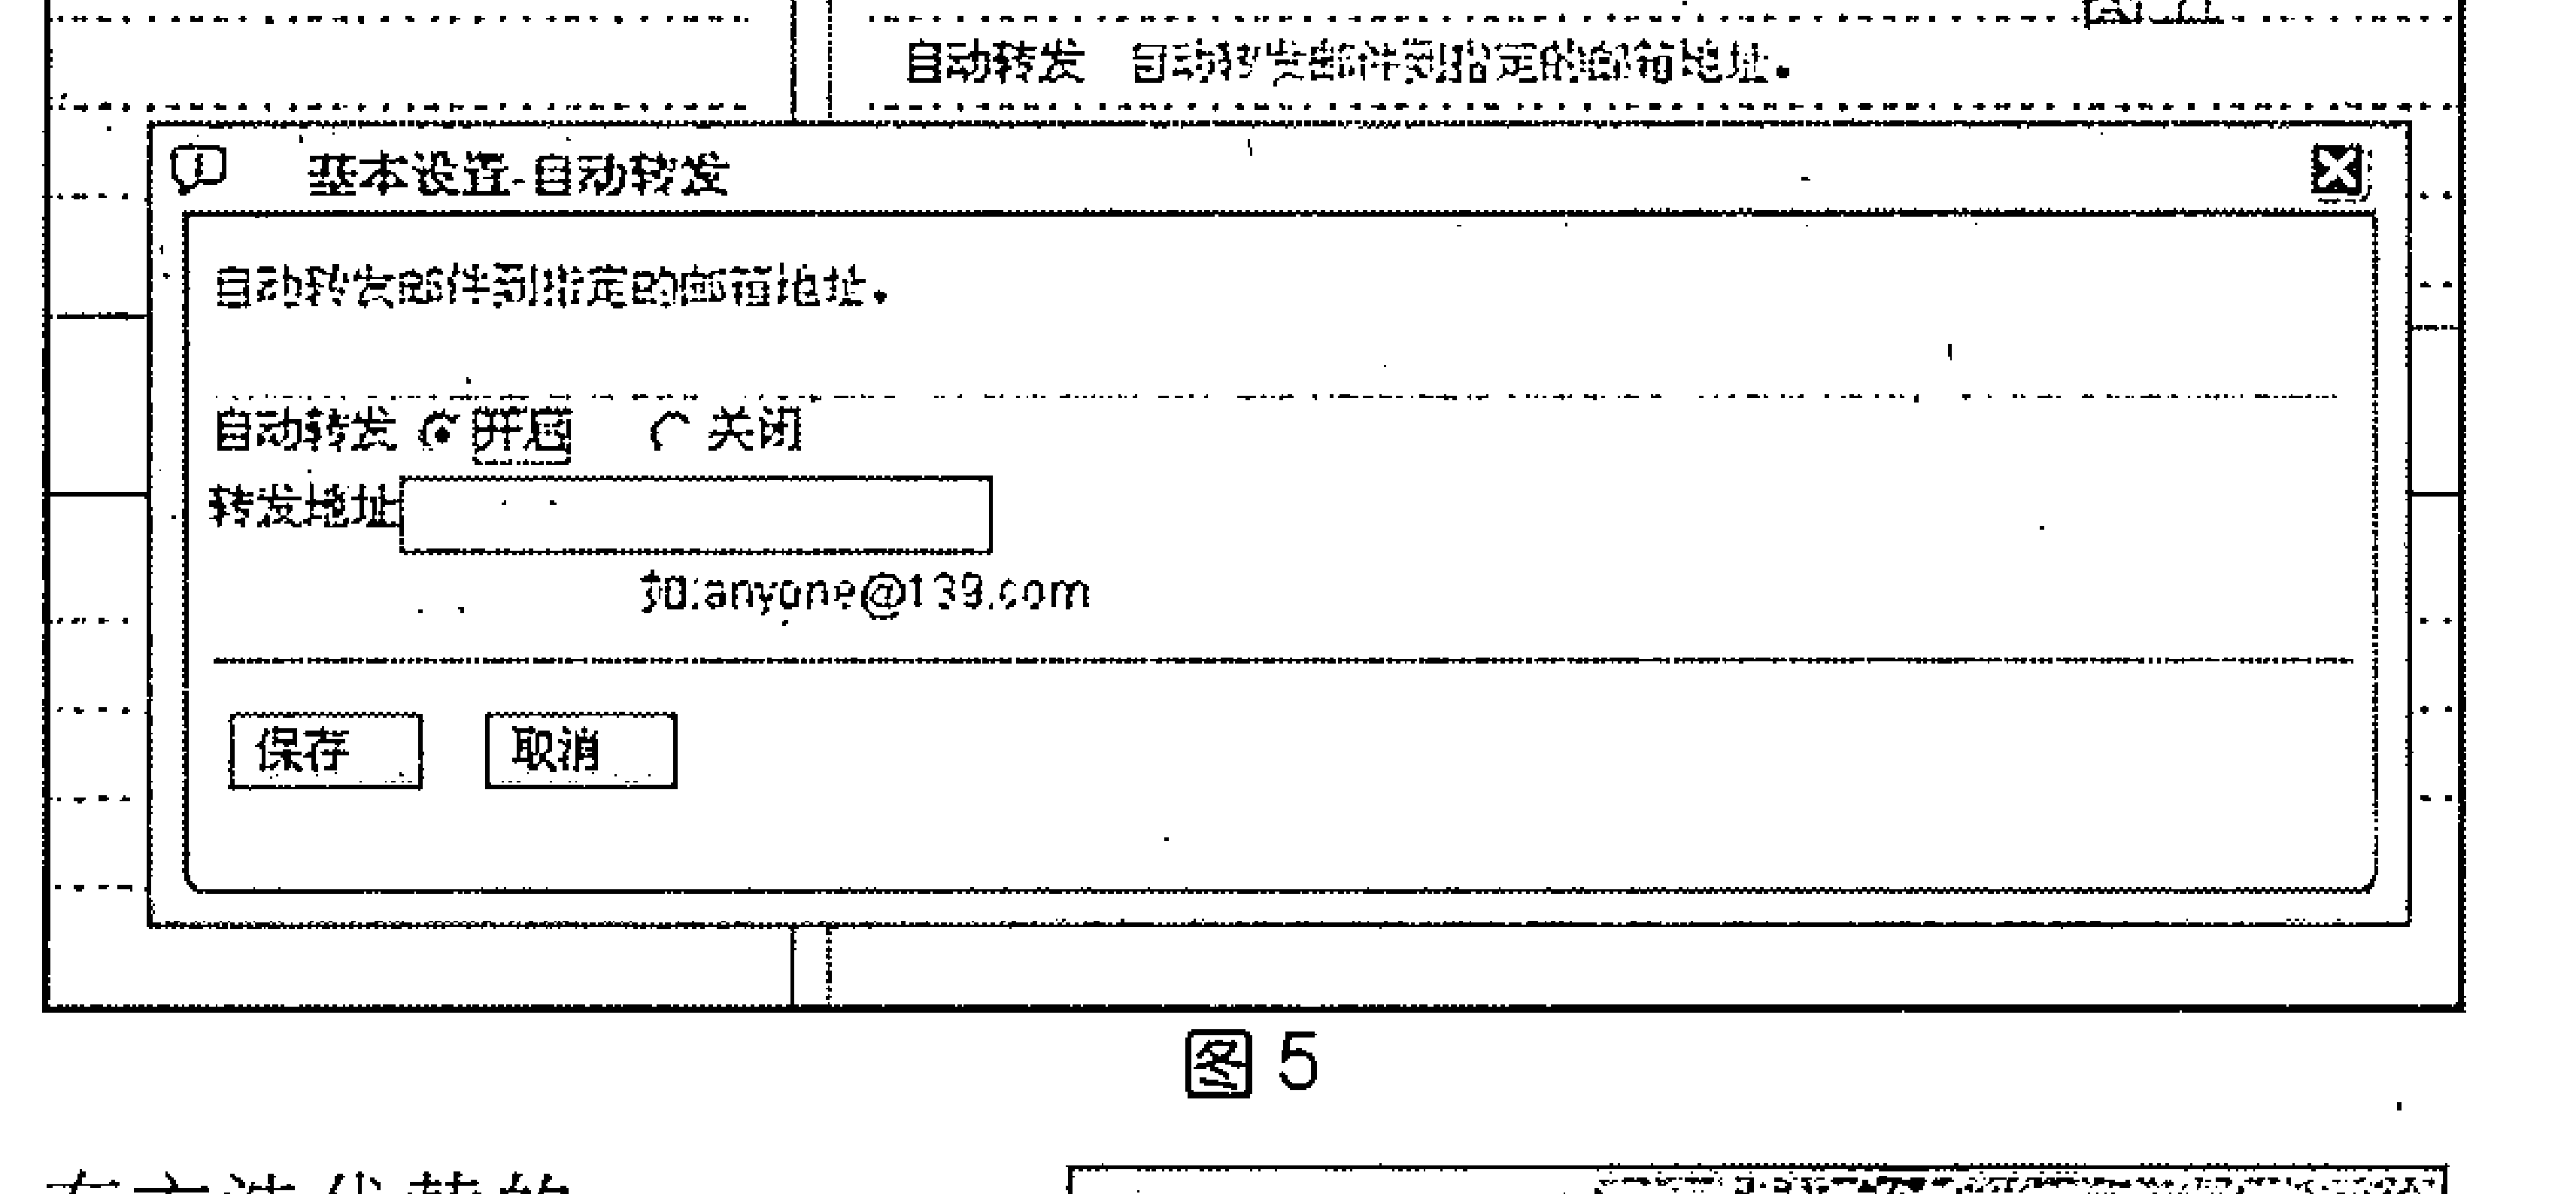 自动转发 自动转发邮件到指定的邮箱地址。
基本设置-自动转发
自动转发邮件到指定的邮箱地址。
自动转发 开启 关闭
转发地址
如:anyone@139.com
保存 取消
图 5